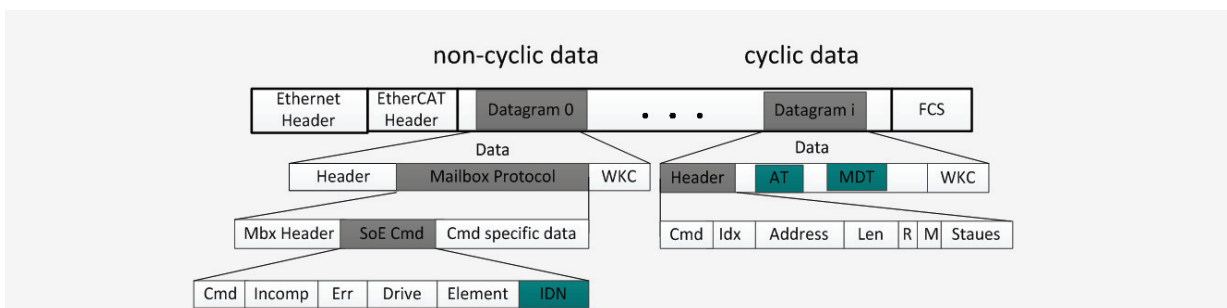 non-cyclic data cyclic data
Ethernet Header EtherCAT Header Datagram 0 . . . Datagram i FCS
Data Data
Header Mailbox Protocol WKC Header AT MDT WKC
Mbx Header SoE Cmd Cmd specific data Cmd Idx Address Len R M Staues
Cmd Incomp Err Drive Element IDN